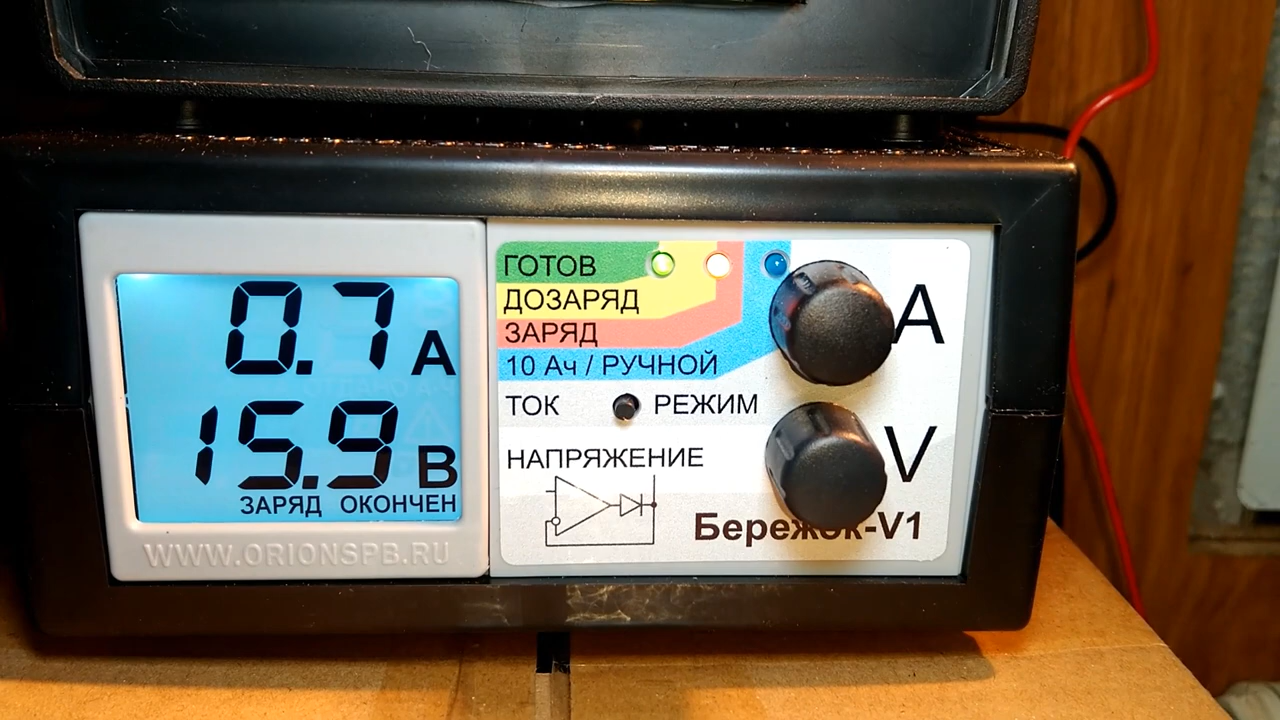 0.7 А
15.9 В
ЗАРЯД ОКОНЧЕН
WWW.ORIONSPB.RU
ГОТОВ
ДОЗАРЯД
ЗАРЯД
10 Ач / РУЧНОЙ
А
ТОК РЕЖИМ
НАПРЯЖЕНИЕ
V
Бережок-V1